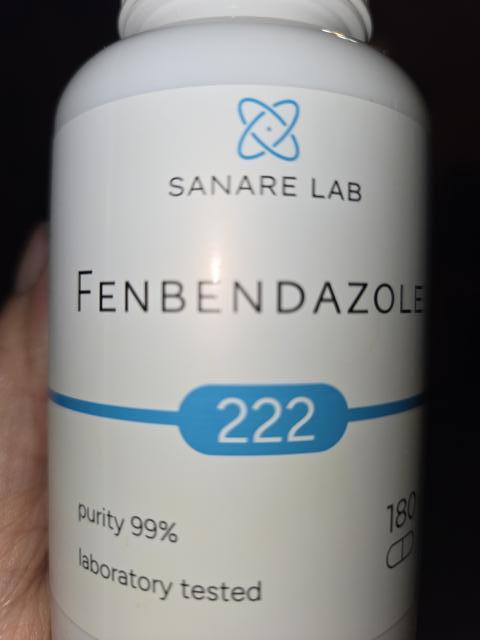 SANARE LAB
FENBENDAZOLE
222
purity 99%
180
laboratory tested